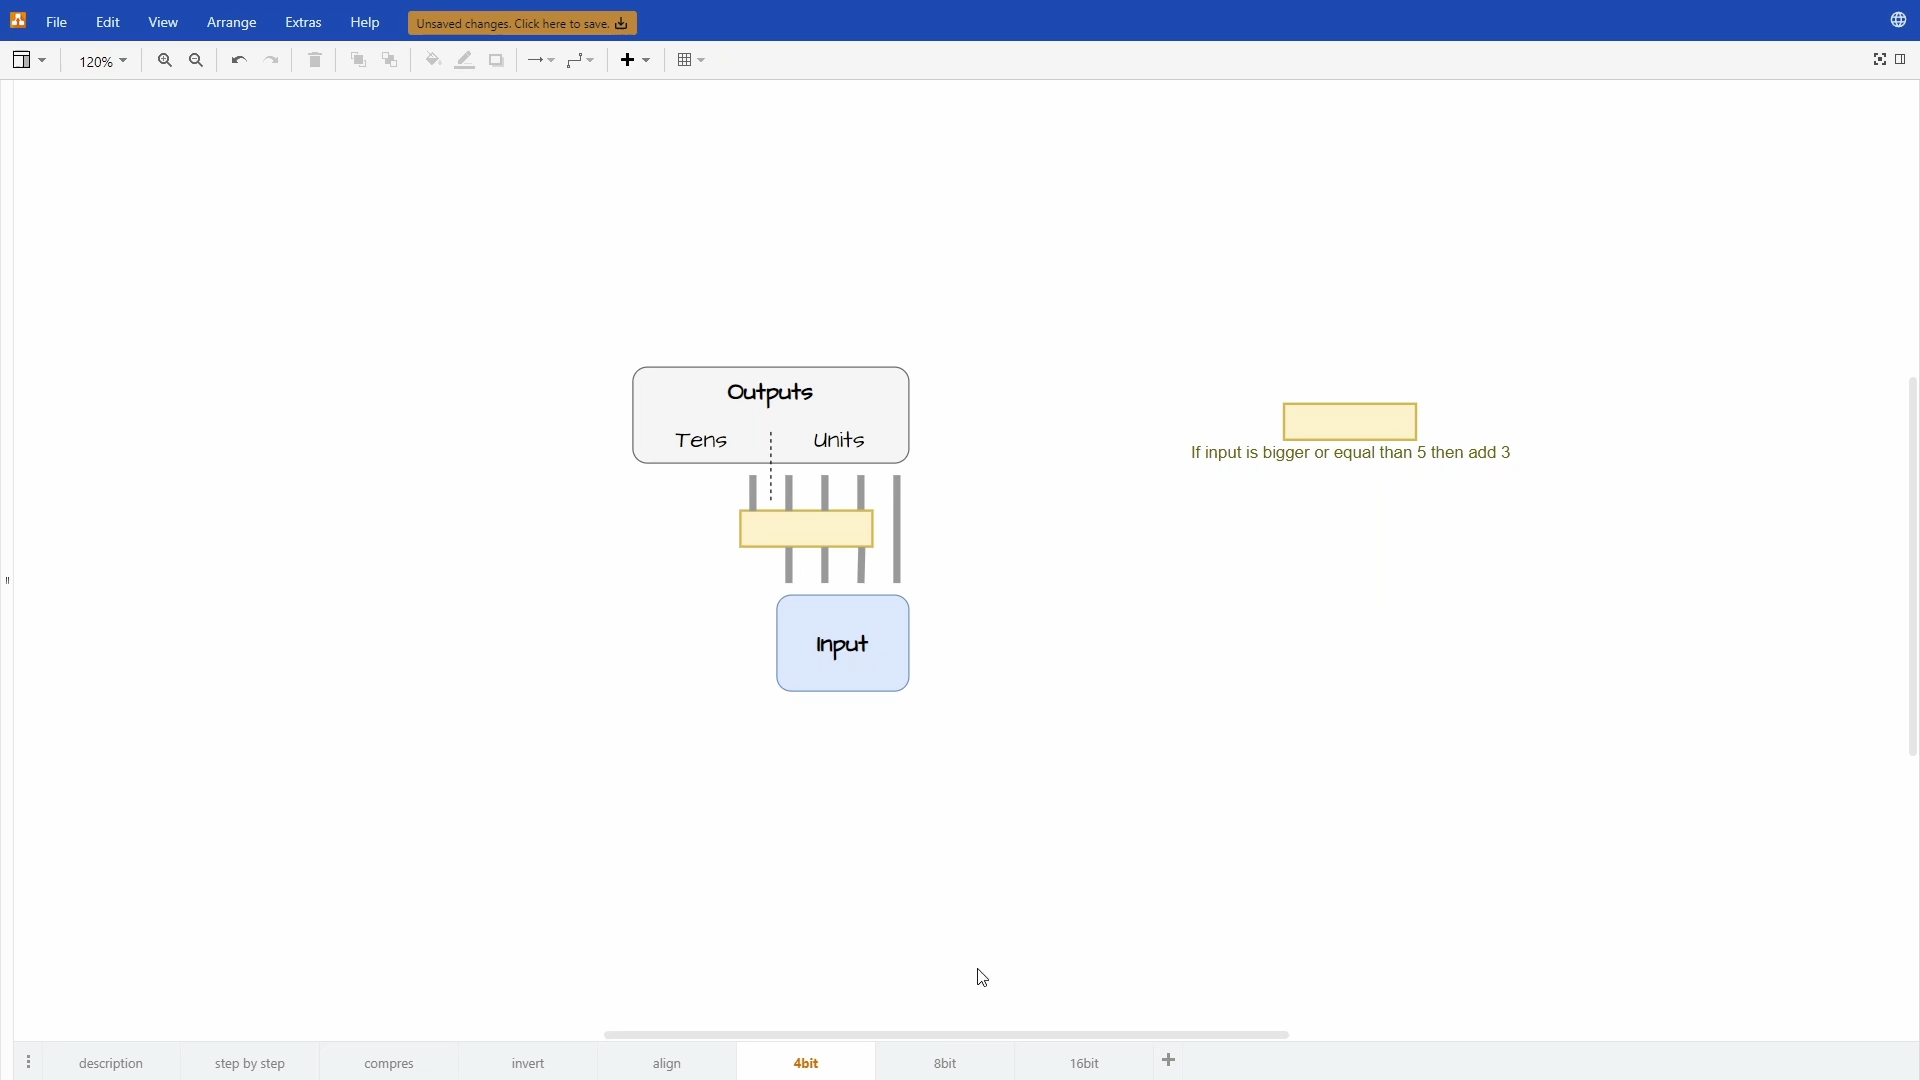 File Edit View Arrange Extras Help Unsaved changes. Click here to save.
120%
Outputs
Tens Units
If input is bigger or equal than 5 then add 3
Input
description step by step compres invert align 4bit 8bit 16bit